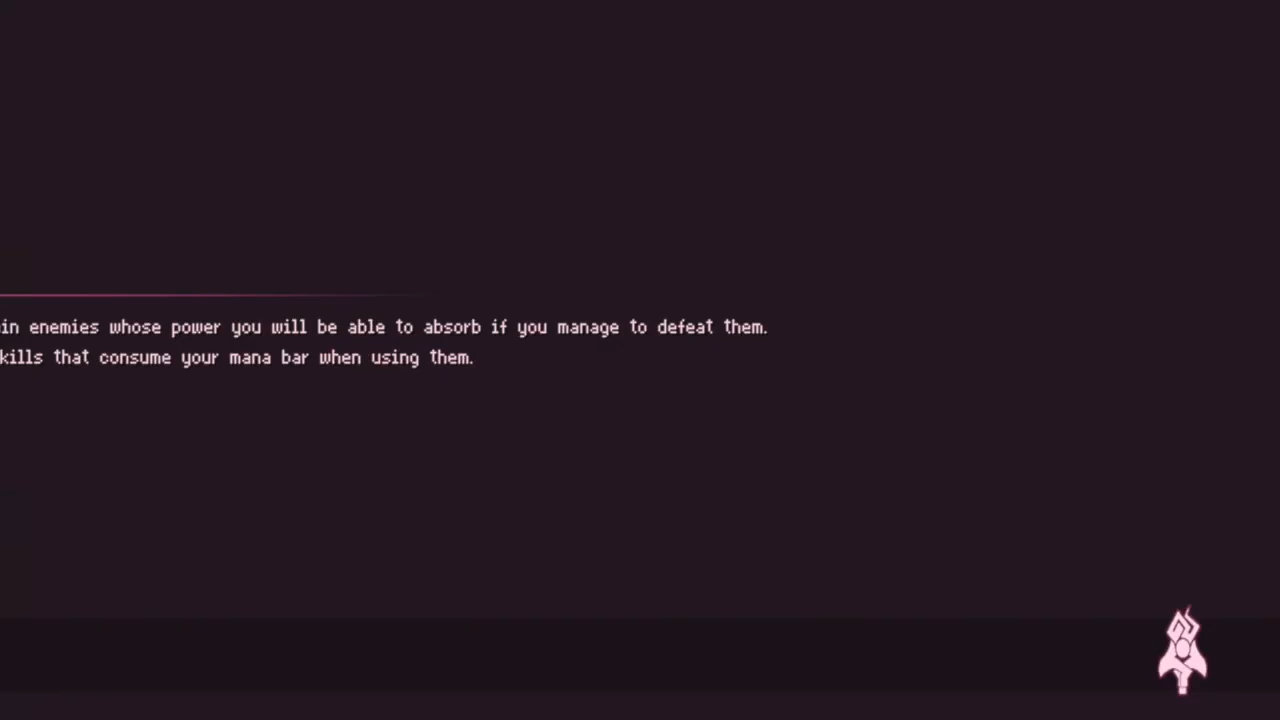 in enemies whose power you will be able to absorb if you manage to defeat them.
kills that consume your mana bar when using them.